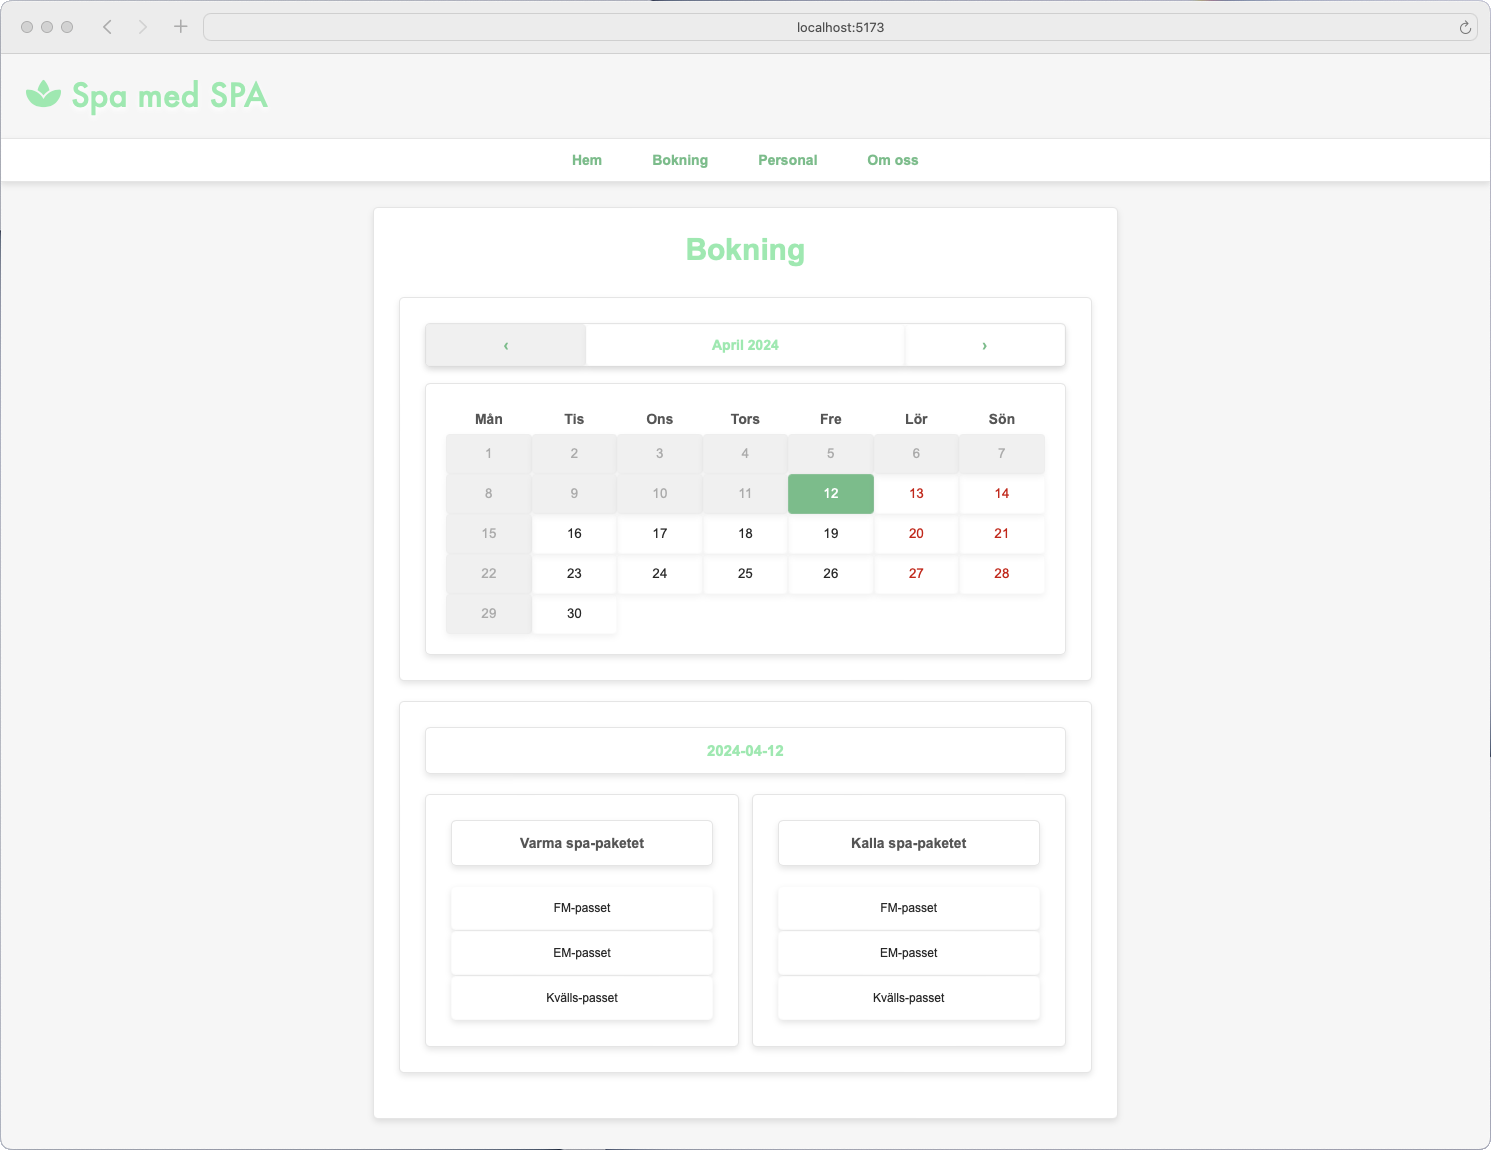 localhost:5173
Spa med SPA
Hem Bokning Personal Om oss
Bokning
‹ April 2024 ›
Mån Tis Ons Tors Fre Lör Sön
1 2 3 4 5 6 7
8 9 10 11 12 13 14
15 16 17 18 19 20 21
22 23 24 25 26 27 28
29 30
2024-04-12
Varma spa-paketet
FM-passet
EM-passet
Kvälls-passet
Kalla spa-paketet
FM-passet
EM-passet
Kvälls-passet